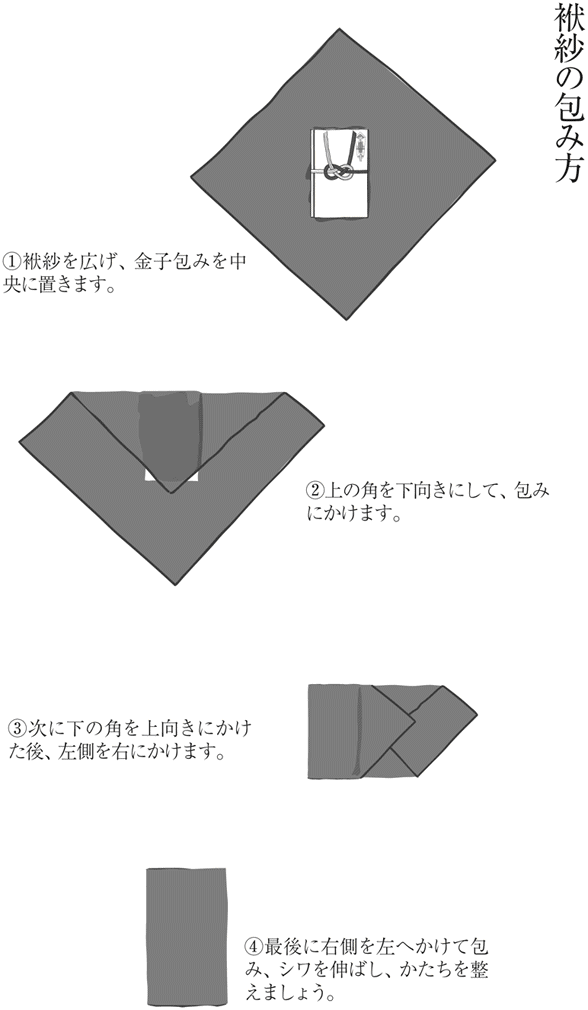 袱紗の包み方
①袱紗を広げ、金子包みを中
央に置きます。
②上の角を下向きにして、包み
にかけます。
③次に下の角を上向きにかけ
た後、左側を右にかけます。
④最後に右側を左へかけて包
み、シワを伸ばし、かたちを整
えましょう。